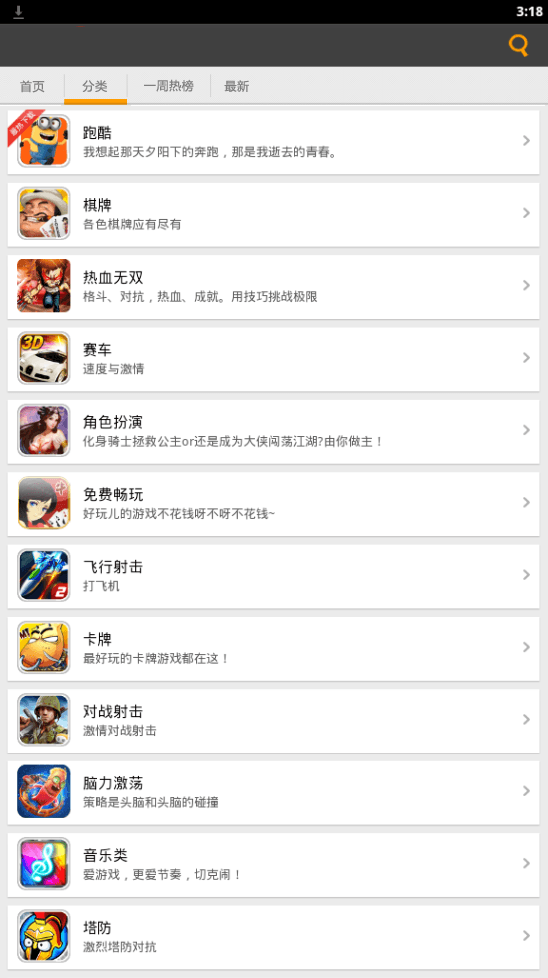 3:18
首页 分类 一周热榜 最新
最热下载
跑酷
我想起那天夕阳下的奔跑，那是我逝去的青春。
棋牌
各色棋牌应有尽有
热血无双
格斗、对抗，热血、成就。用技巧挑战极限
3D
赛车
速度与激情
角色扮演
化身骑士拯救公主or还是成为大侠闯荡江湖?由你做主！
免费畅玩
好玩儿的游戏不花钱呀不呀不花钱~
飞行射击
打飞机
2
MT
卡牌
最好玩的卡牌游戏都在这！
对战射击
激情对战射击
脑力激荡
策略是头脑和头脑的碰撞
音乐类
爱游戏，更爱节奏，切克闹！
塔防
激烈塔防对抗